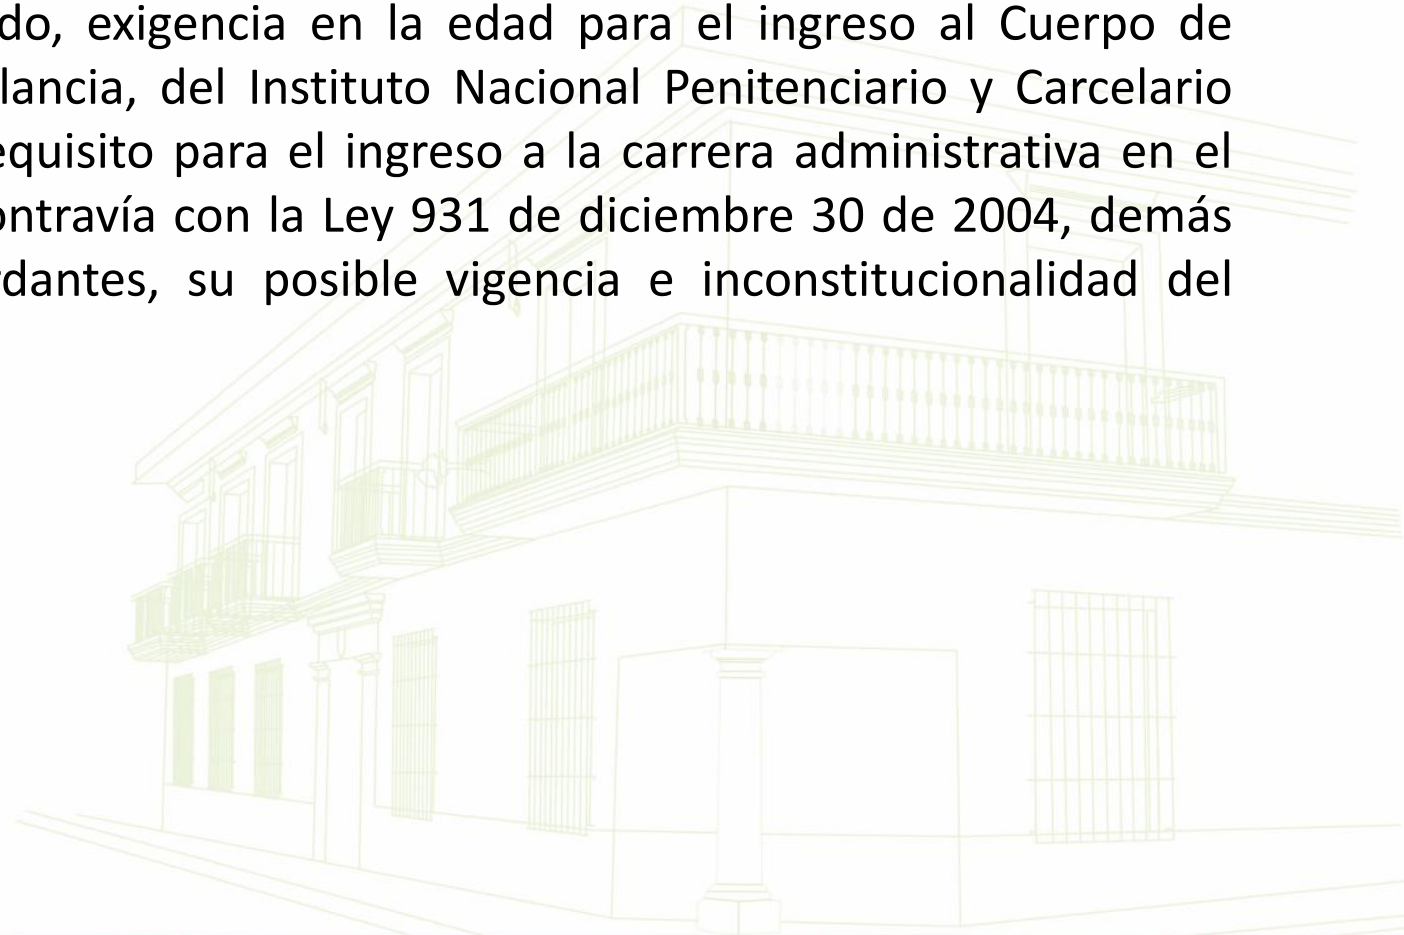 do, exigencia en la edad para el ingreso al Cuerpo de
lancia, del Instituto Nacional Penitenciario y Carcelario
equisito para el ingreso a la carrera administrativa en el
ontravía con la Ley 931 de diciembre 30 de 2004, demás
rdantes, su posible vigencia e inconstitucionalidad del